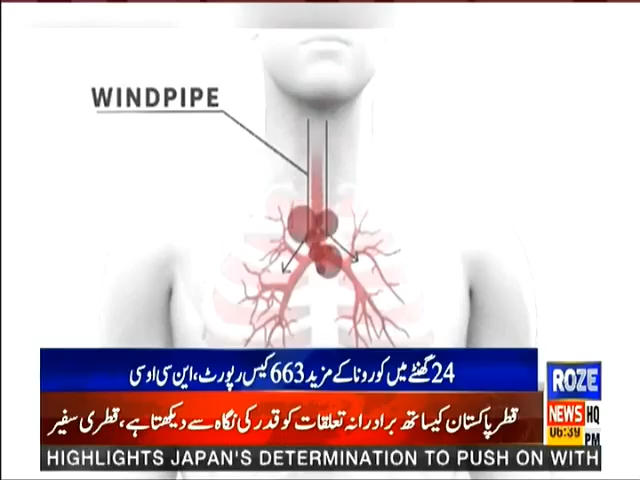 WINDPIPE
24 گھنٹے میں کورونا کے مزید 663 کیس رپورٹ، این سی او سی
قطر پاکستان کیساتھ برادرانہ تعلقات کو قدر کی نگاہ سے دیکھتا ہے، قطری سفیر
ROZE
NEWS HQ
06:39 PM
HIGHLIGHTS JAPAN'S DETERMINATION TO PUSH ON WITH